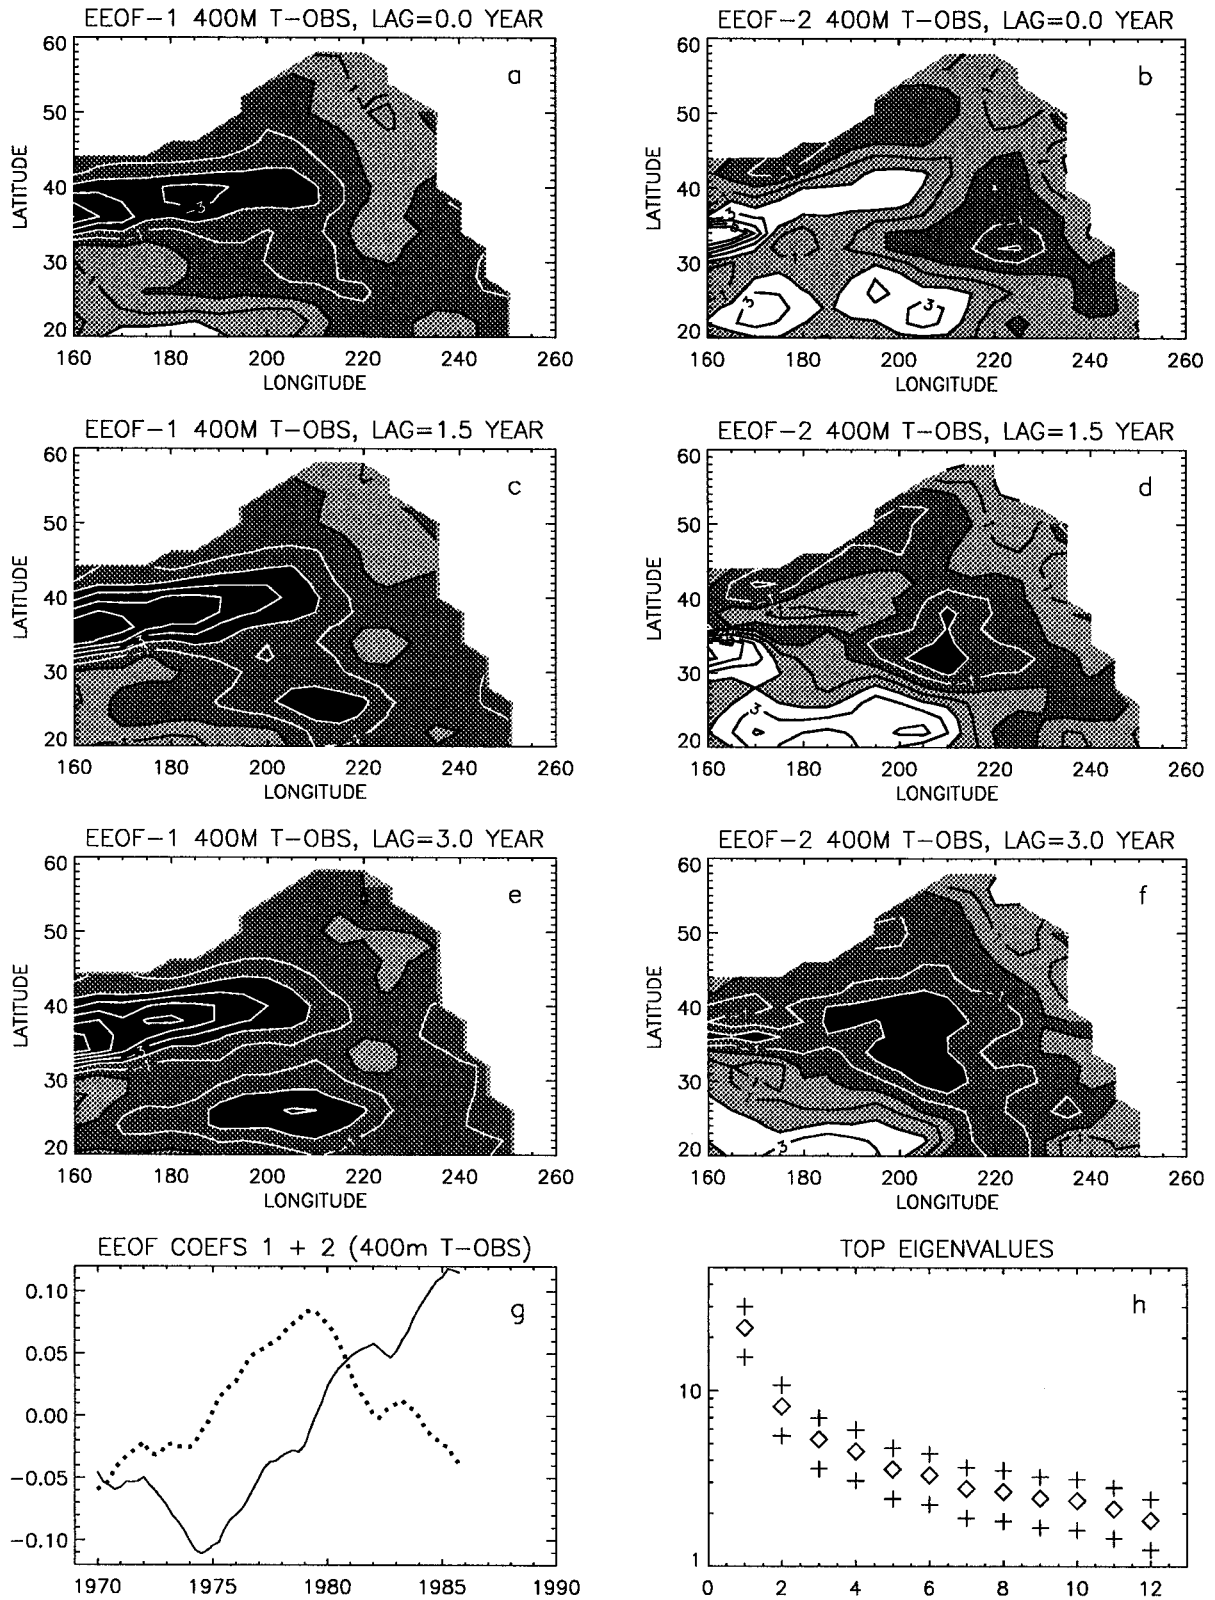 EEOF-1 400M T-OBS, LAG=0.0 YEAR
a
60
50
40
30
20
LATITUDE
-3
160 180 200 220 240 260
LONGITUDE
EEOF-2 400M T-OBS, LAG=0.0 YEAR
b
60
50
40
30
20
LATITUDE
3
3
3
160 180 200 220 240 260
LONGITUDE
EEOF-1 400M T-OBS, LAG=1.5 YEAR
c
60
50
40
30
20
LATITUDE
160 180 200 220 240 260
LONGITUDE
EEOF-2 400M T-OBS, LAG=1.5 YEAR
d
60
50
40
30
20
LATITUDE
3
160 180 200 220 240 260
LONGITUDE
EEOF-1 400M T-OBS, LAG=3.0 YEAR
e
60
50
40
30
20
LATITUDE
160 180 200 220 240 260
LONGITUDE
EEOF-2 400M T-OBS, LAG=3.0 YEAR
f
60
50
40
30
20
LATITUDE
3
160 180 200 220 240 260
LONGITUDE
EEOF COEFS 1 + 2 (400m T-OBS)
g
0.10
0.05
0.00
-0.05
-0.10
1970 1975 1980 1985 1990
TOP EIGENVALUES
h
10
1
0 2 4 6 8 10 12